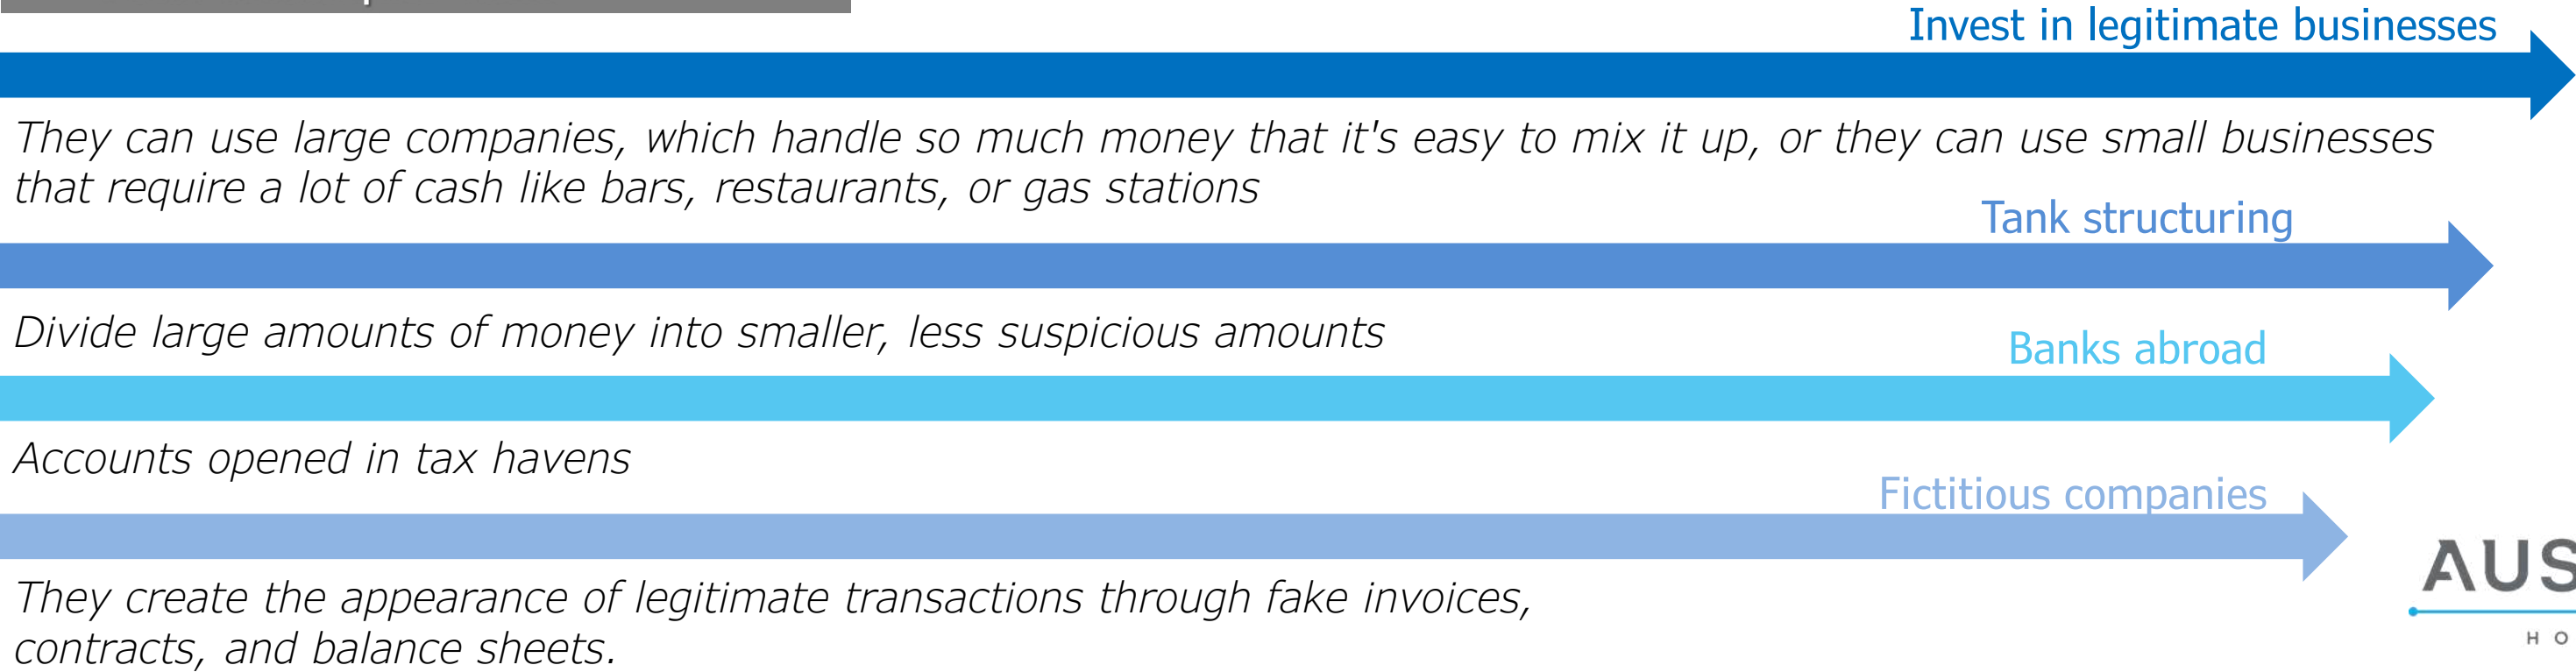 Invest in legitimate businesses
They can use large companies, which handle so much money that it's easy to mix it up, or they can use small businesses
that require a lot of cash like bars, restaurants, or gas stations
Tank structuring
Divide large amounts of money into smaller, less suspicious amounts
Banks abroad
Accounts opened in tax havens
Fictitious companies
They create the appearance of legitimate transactions through fake invoices,
contracts, and balance sheets.
AUS
HO